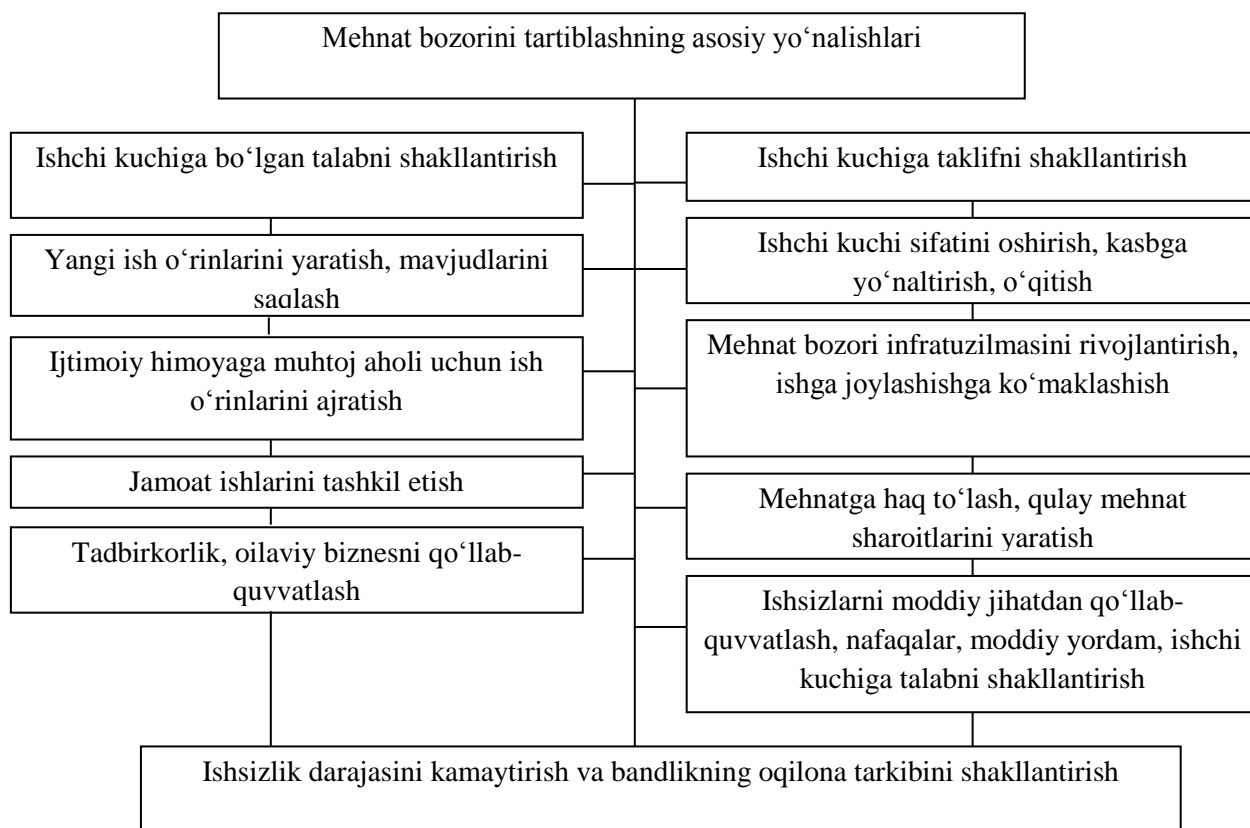 Mehnat bozorini tartiblashning asosiy yo‘nalishlari
Ishchi kuchiga bo‘lgan talabni shakllantirish
Yangi ish o‘rinlarini yaratish, mavjudlarini
saqlash
Ijtimoiy himoyaga muhtoj aholi uchun ish
o‘rinlarini ajratish
Jamoat ishlarini tashkil etish
Tadbirkorlik, oilaviy biznesni qo‘llab-
quvvatlash
Ishchi kuchiga taklifni shakllantirish
Ishchi kuchi sifatini oshirish, kasbga
yo‘naltirish, o‘qitish
Mehnat bozori infratuzilmasini rivojlantirish,
ishga joylashishga ko‘maklashish
Mehnatga haq to‘lash, qulay mehnat
sharoitlarini yaratish
Ishsizlarni moddiy jihatdan qo‘llab-
quvvatlash, nafaqalar, moddiy yordam, ishchi
kuchiga talabni shakllantirish
Ishsizlik darajasini kamaytirish va bandlikning oqilona tarkibini shakllantirish